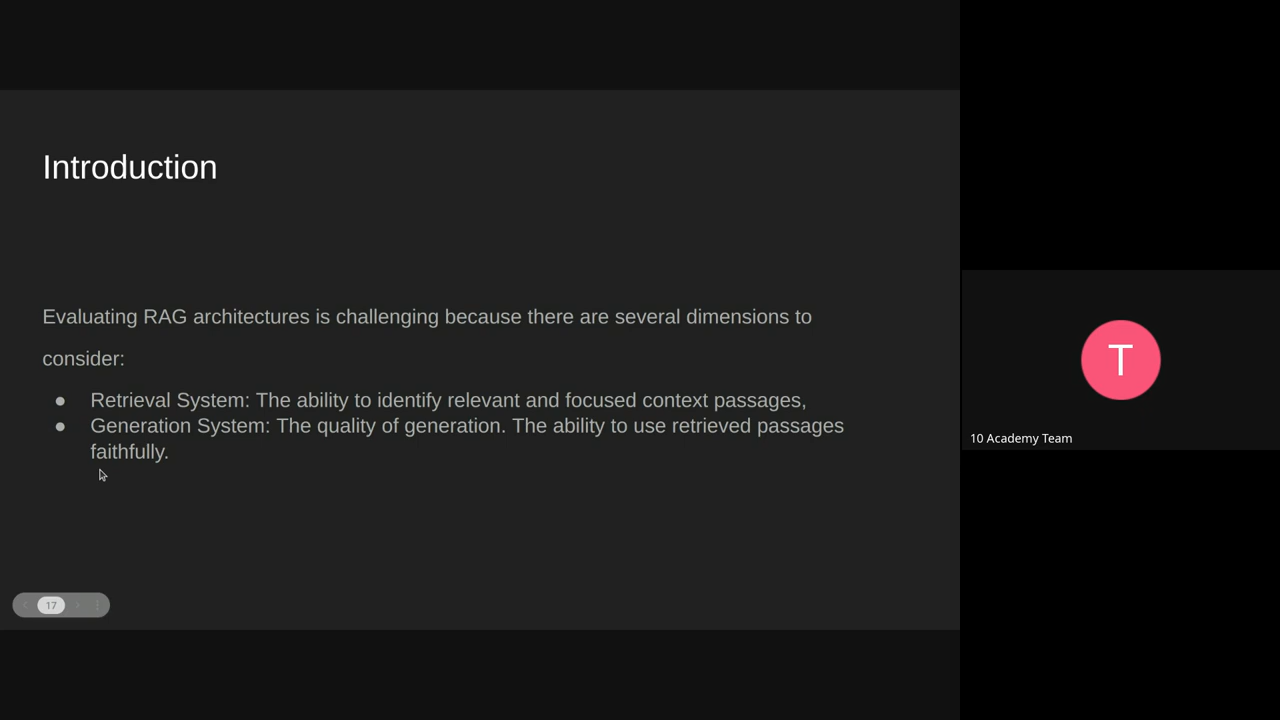 Introduction
Evaluating RAG architectures is challenging because there are several dimensions to
consider:
● Retrieval System: The ability to identify relevant and focused context passages,
● Generation System: The quality of generation. The ability to use retrieved passages
faithfully.
17
T
10 Academy Team